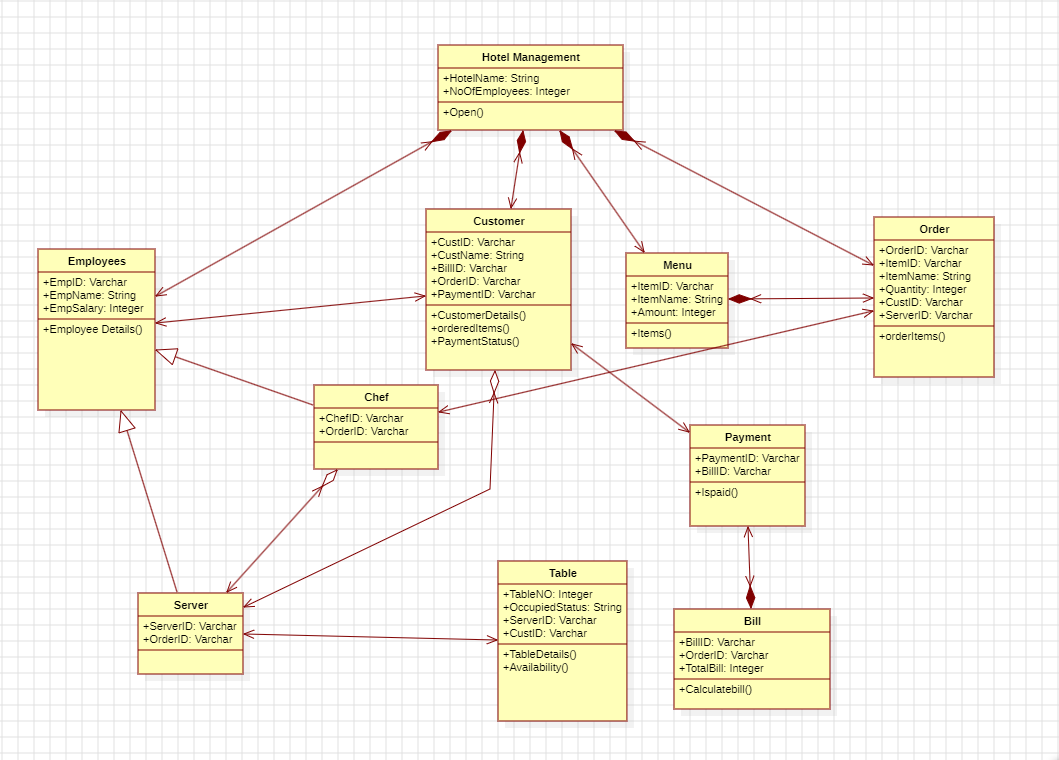 Hotel Management
+HotelName: String
+NoOfEmployees: Integer
+Open()
Customer
+CustID: Varchar
+CustName: String
+BillID: Varchar
+OrderID: Varchar
+PaymentID: Varchar
+CustomerDetails()
+orderedItems()
+PaymentStatus()
Order
+OrderID: Varchar
+ItemID: Varchar
+ItemName: String
+Quantity: Integer
+CustID: Varchar
+ServerID: Varchar
+orderItems()
Employees
+EmpID: Varchar
+EmpName: String
+EmpSalary: Integer
+Employee Details()
Menu
+ItemID: Varchar
+ItemName: String
+Amount: Integer
+Items()
Chef
+ChefID: Varchar
+OrderID: Varchar
Payment
+PaymentID: Varchar
+BillID: Varchar
+Ispaid()
Table
+TableNO: Integer
+OccupiedStatus: String
+ServerID: Varchar
+CustID: Varchar
+TableDetails()
+Availability()
Server
+ServerID: Varchar
+OrderID: Varchar
Bill
+BillID: Varchar
+OrderID: Varchar
+TotalBill: Integer
+Calculatebill()